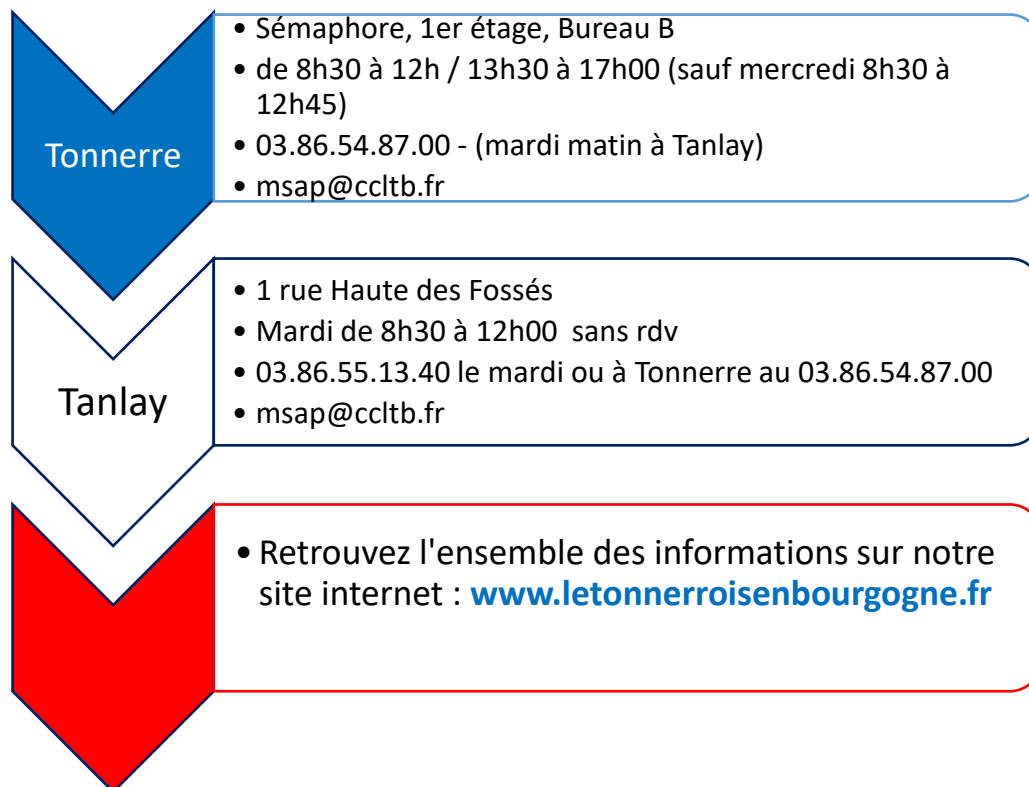 Tonnerre
• Sémaphore, 1er étage, Bureau B
• de 8h30 à 12h / 13h30 à 17h00 (sauf mercredi 8h30 à
12h45)
• 03.86.54.87.00 - (mardi matin à Tanlay)
• msap@ccltb.fr
Tanlay
• 1 rue Haute des Fossés
• Mardi de 8h30 à 12h00  sans rdv
• 03.86.55.13.40 le mardi ou à Tonnerre au 03.86.54.87.00
• msap@ccltb.fr
• Retrouvez l'ensemble des informations sur notre
site internet : www.letonnerroisenbourgogne.fr